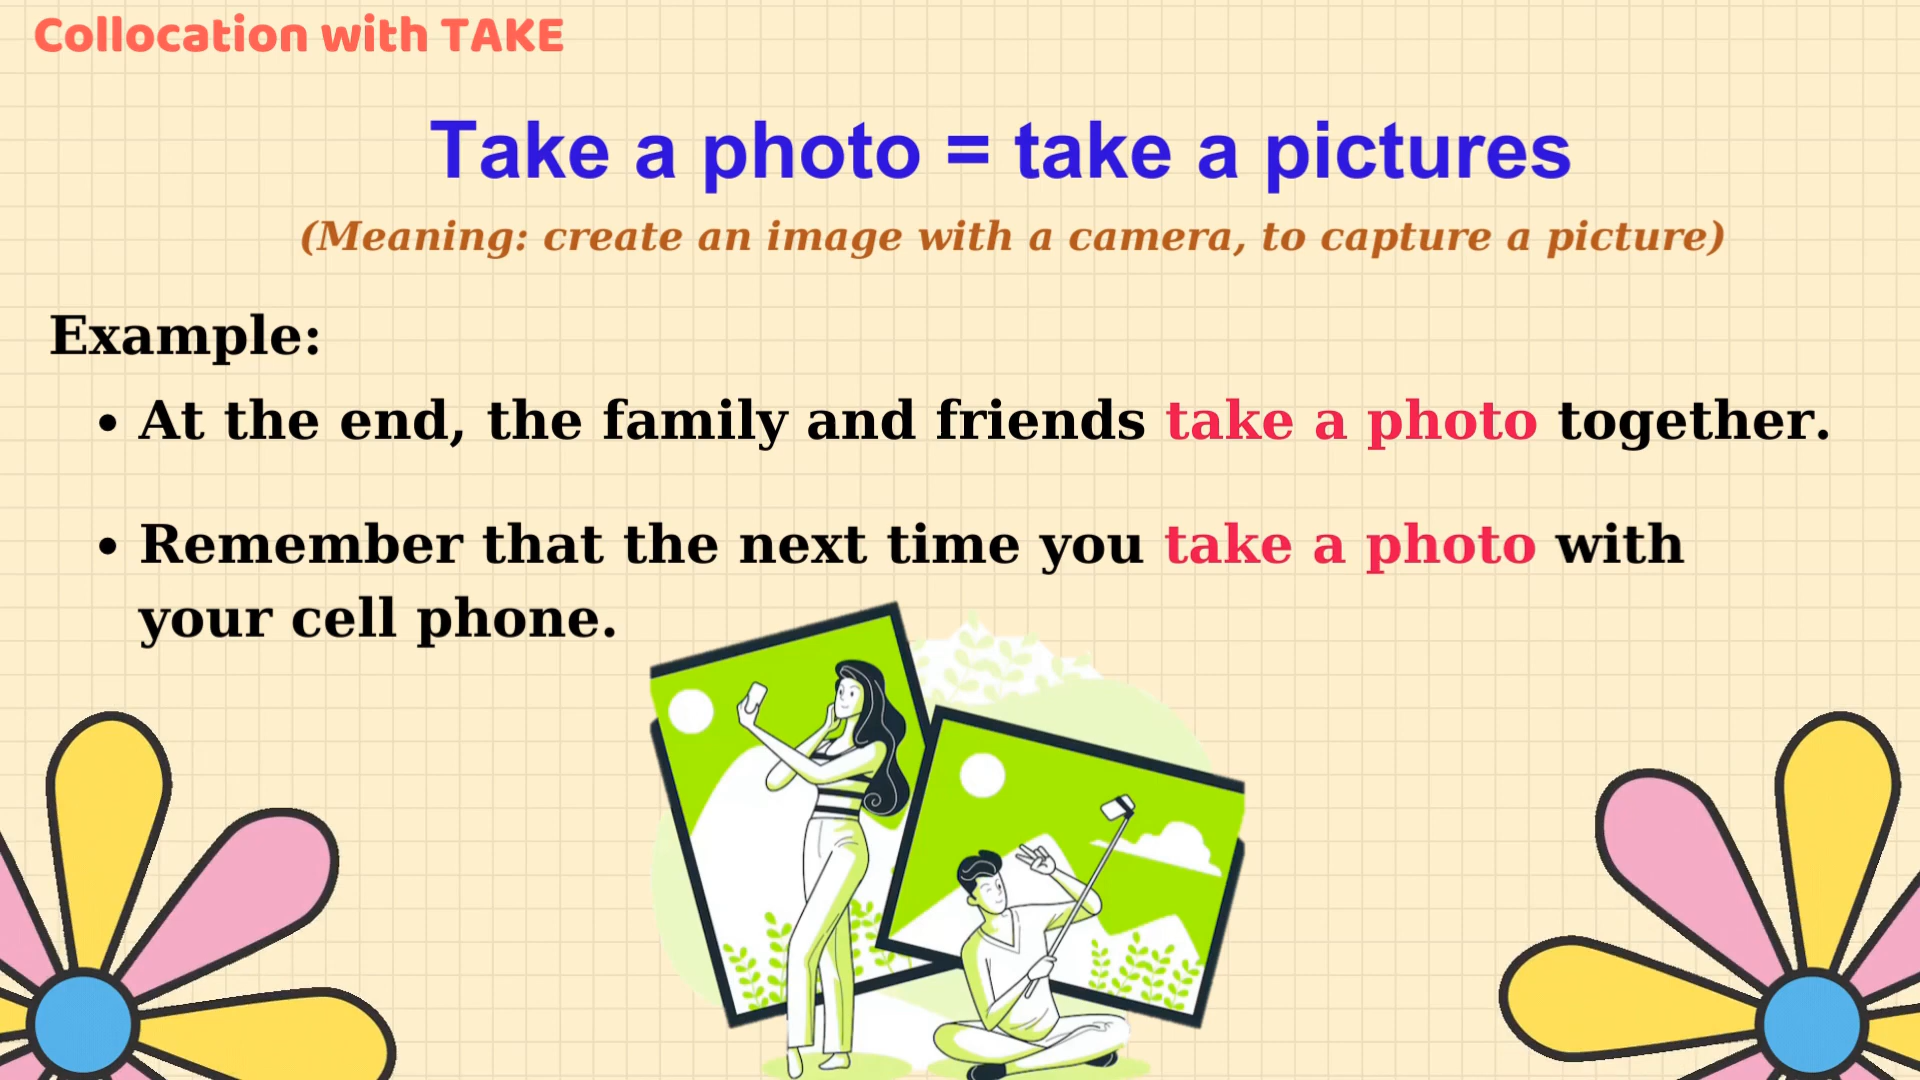 Collocation with TAKE
Take a photo = take a pictures
(Meaning: create an image with a camera, to capture a picture)
Example:
• At the end, the family and friends take a photo together.
• Remember that the next time you take a photo with
your cell phone.